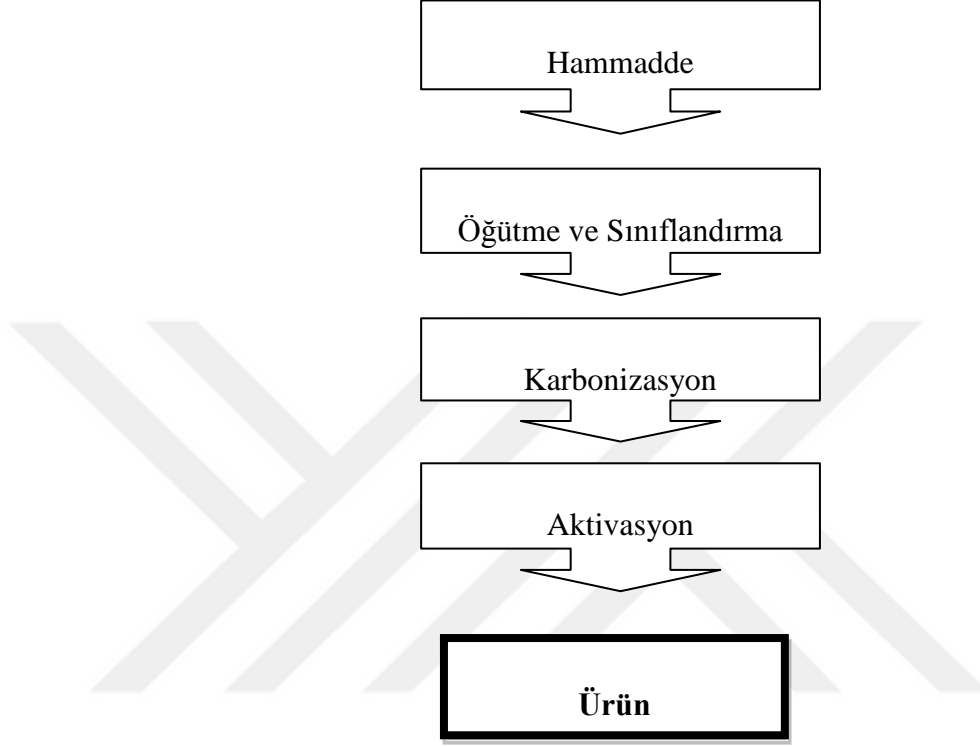 Hammadde
Öğütme ve Sınıflandırma
Karbonizasyon
Aktivasyon
Ürün